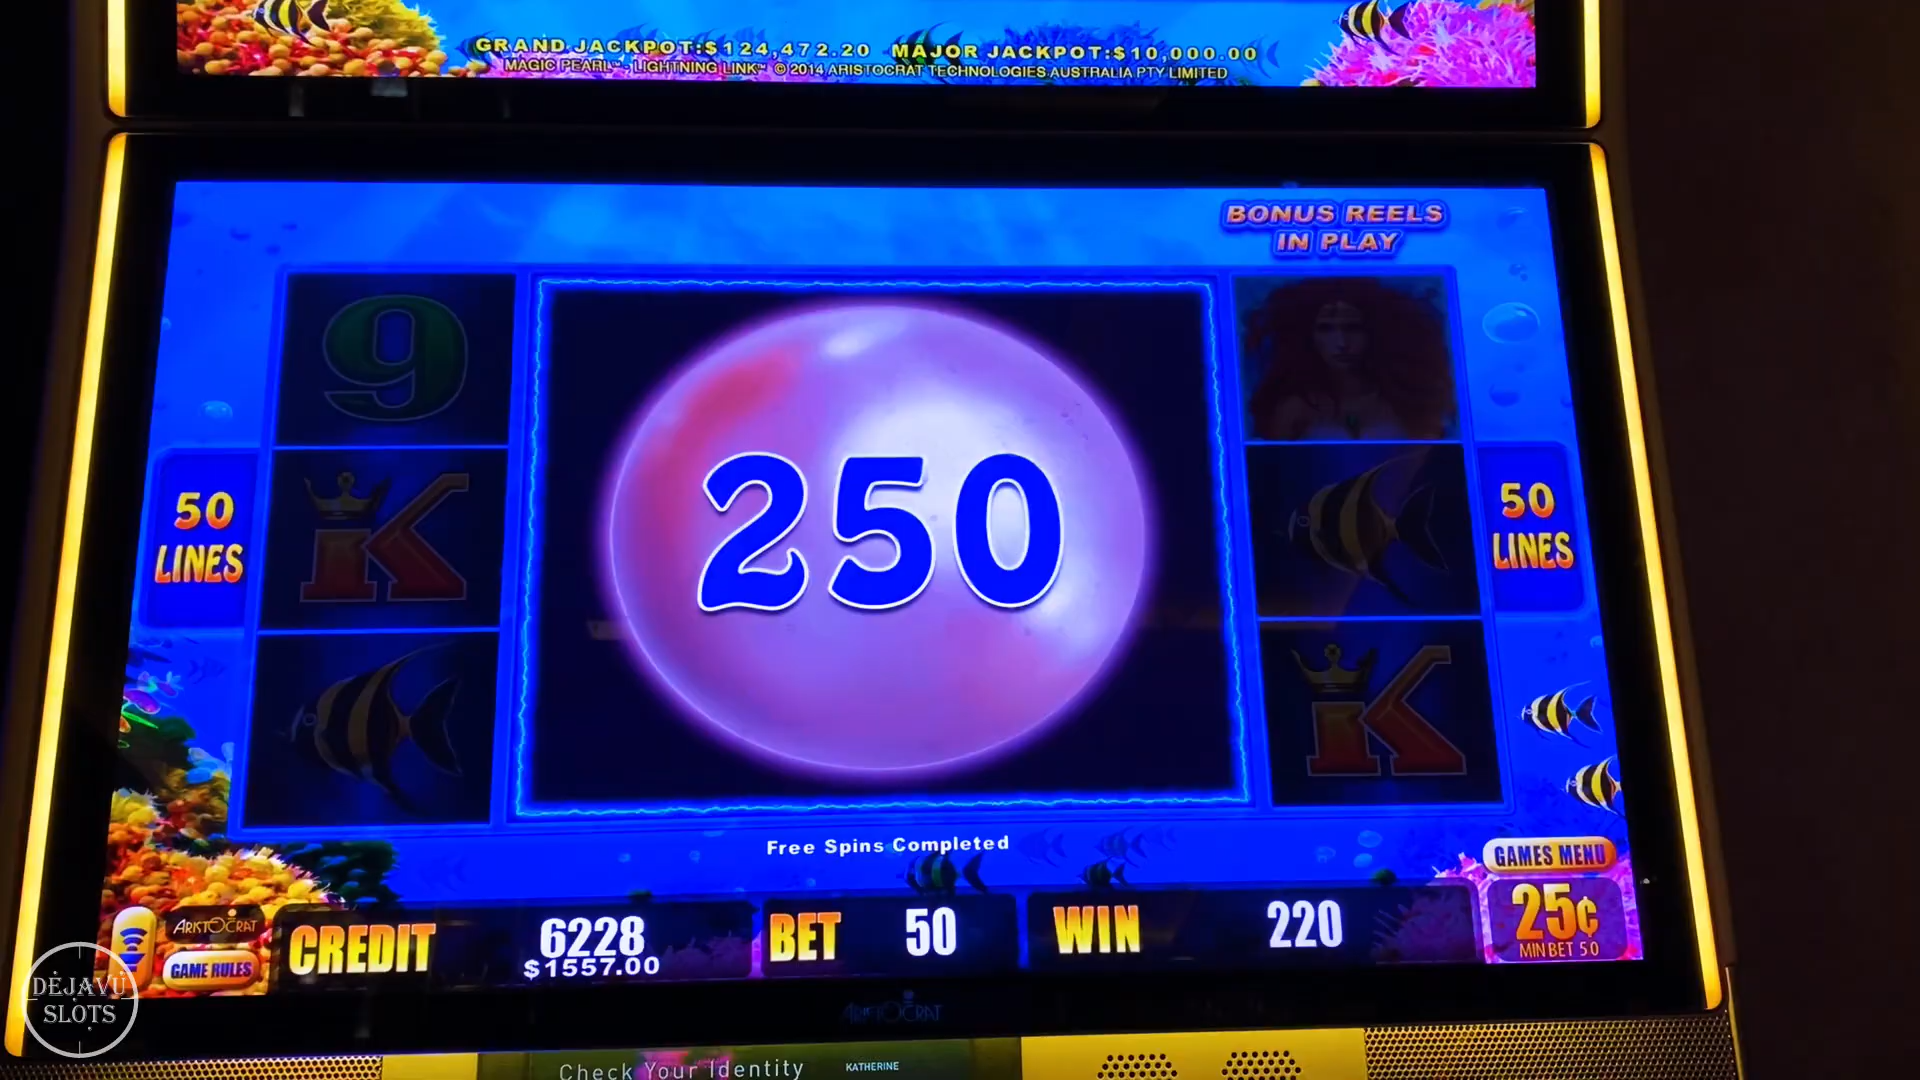 GRAND JACKPOT:$124,472.20 MAJOR JACKPOT:$10,000.00
MAGIC PEARL™ - LIGHTNING LINK™ © 2014 ARISTOCRAT TECHNOLOGIES AUSTRALIA PTY LIMITED
BONUS REELS
IN PLAY
9
K
K
250
50
LINES
50
LINES
Free Spins Completed
GAMES MENU
25¢
MIN BET 50
ARISTOCRAT
GAME RULES
CREDIT
6228
$1557.00
BET
50
WIN
220
DEJAVU
SLOTS
ARISTOCRAT
Check Your Identity
KATHERINE